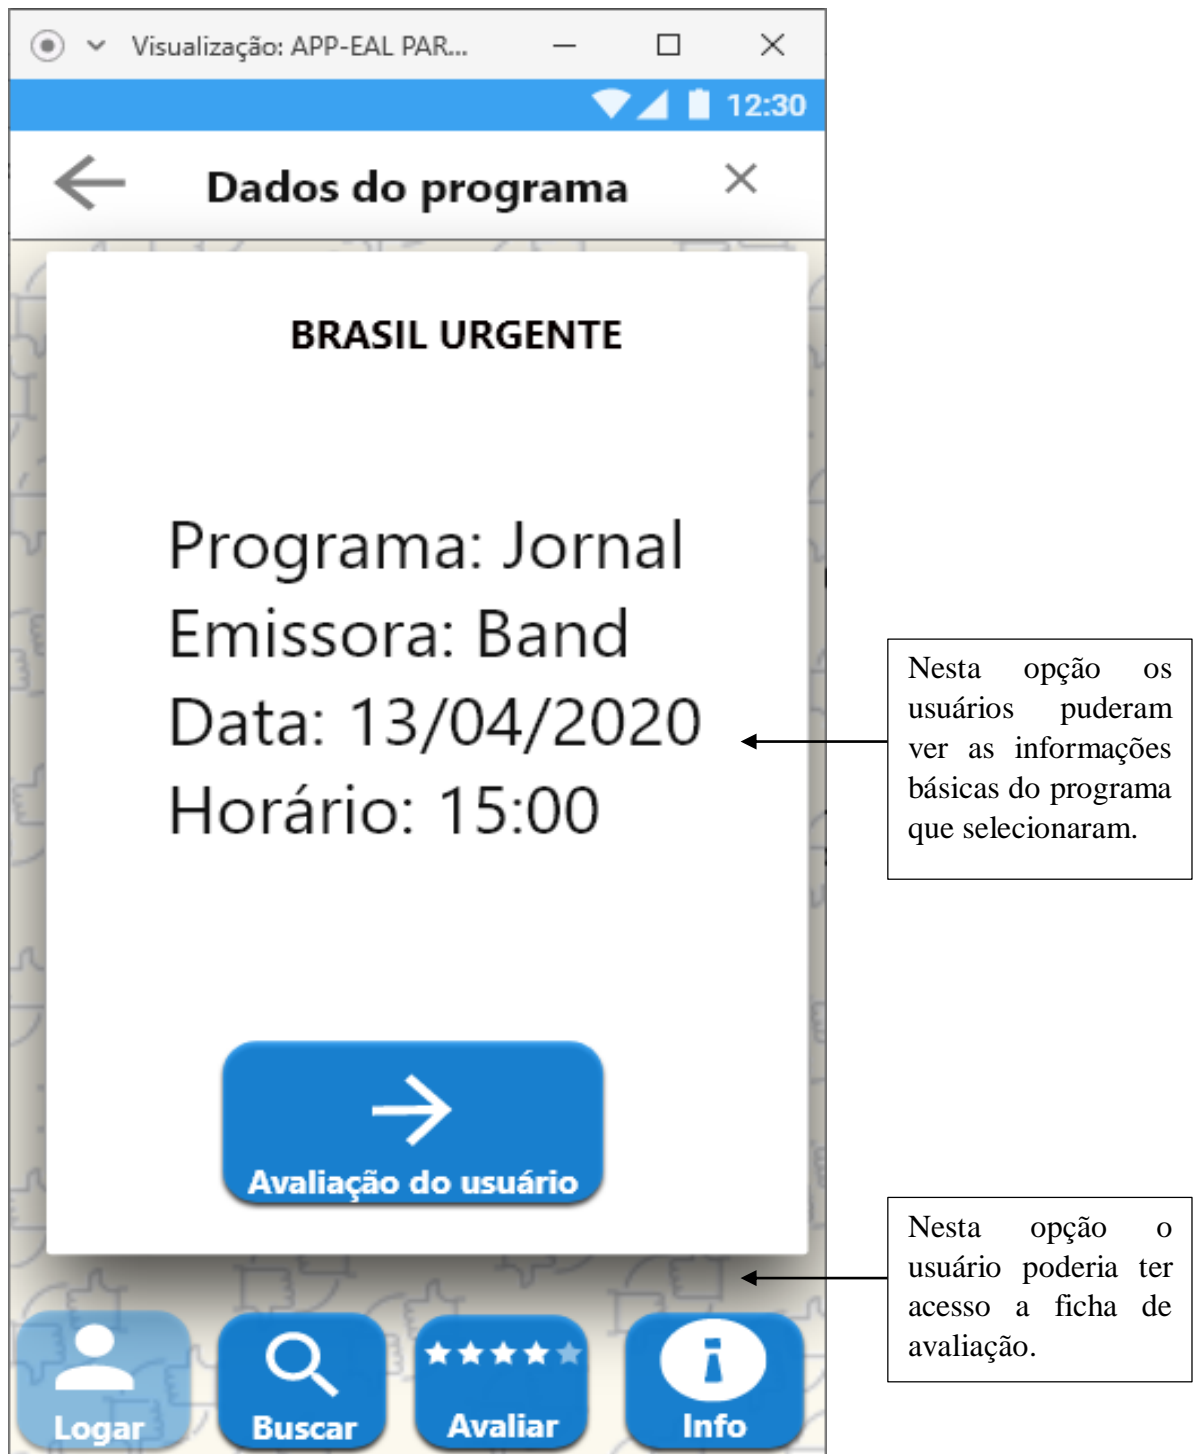 Visualização: APP-EAL PAR...
12:30
Dados do programa
BRASIL URGENTE
Programa: Jornal
Emissora: Band
Data: 13/04/2020
Horário: 15:00
Nesta opção os
usuários puderam
ver as informações
básicas do programa
que selecionaram.
Avaliação do usuário
Nesta opção o
usuário poderia ter
acesso a ficha de
avaliação.
Logar
Buscar
Avaliar
Info